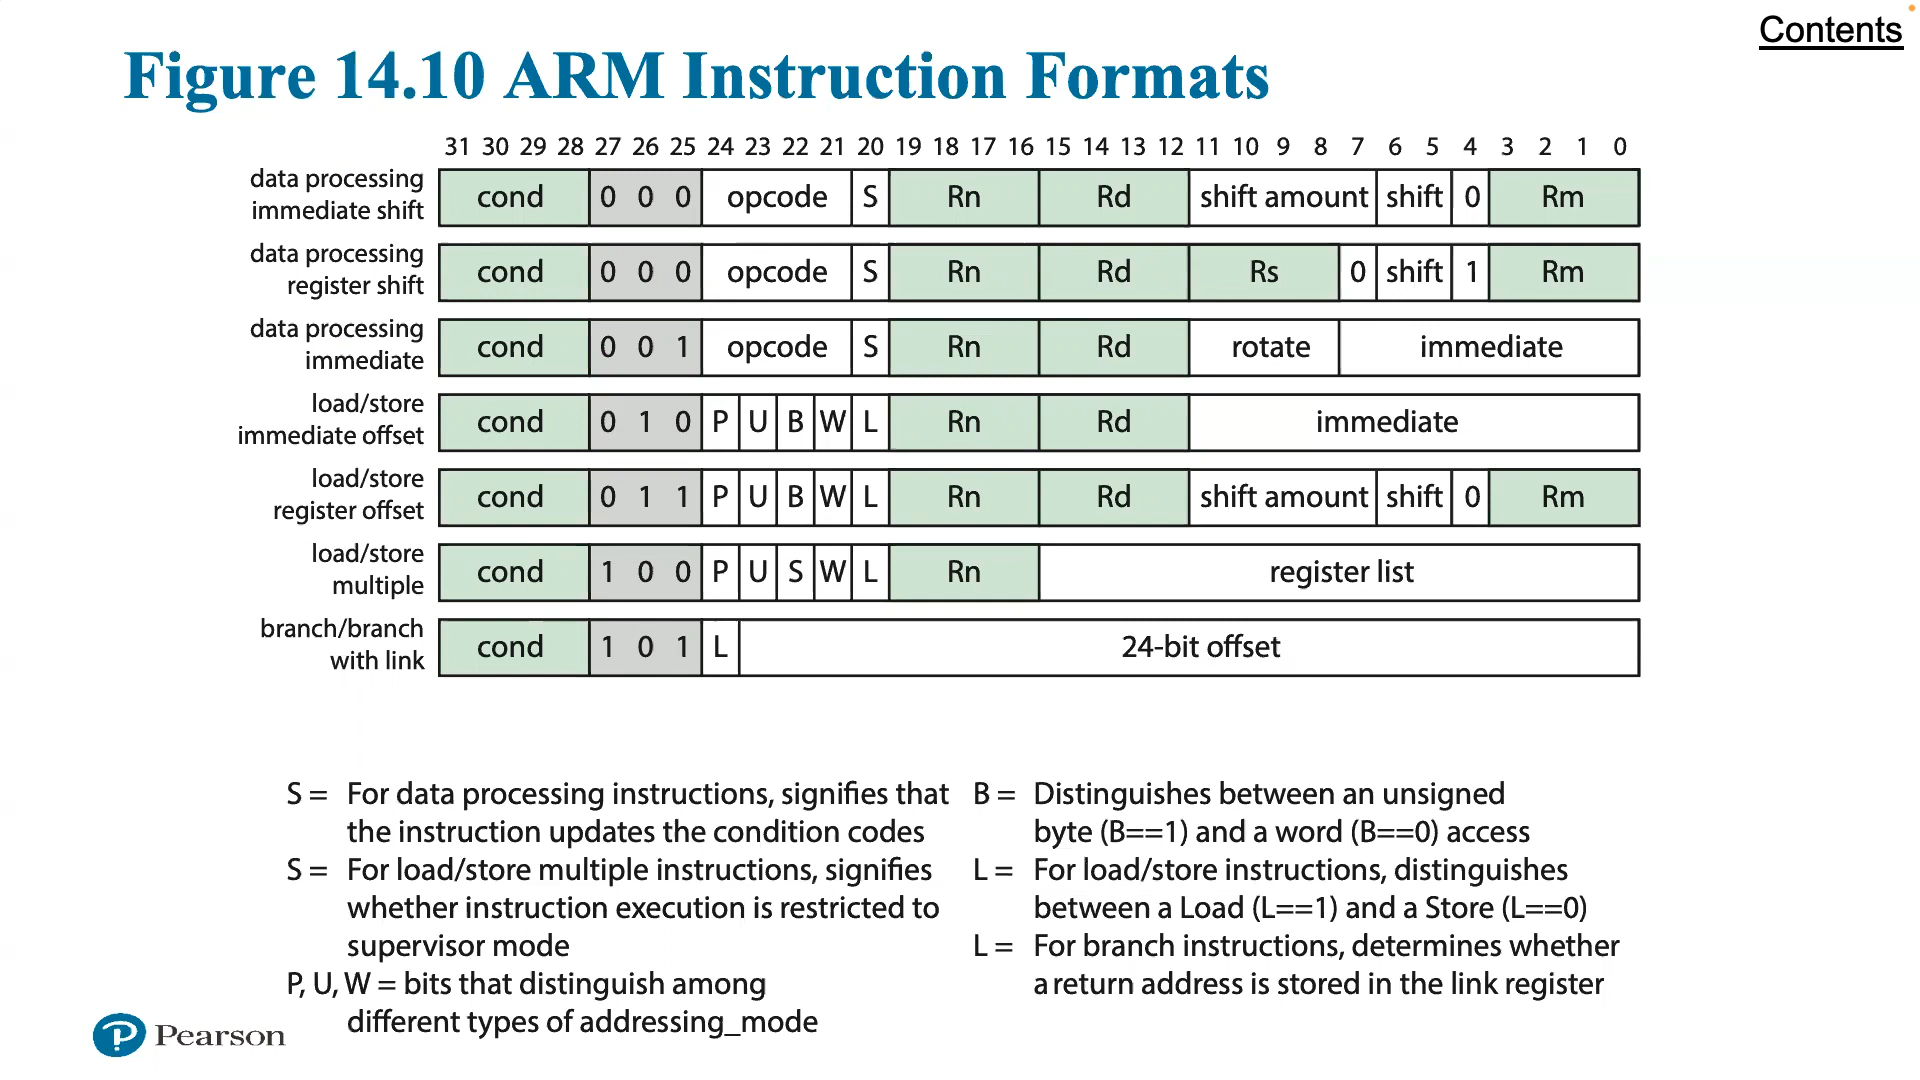 Contents
Figure 14.10 ARM Instruction Formats
31 30 29 28 27 26 25 24 23 22 21 20 19 18 17 16 15 14 13 12 11 10 9 8 7 6 5 4 3 2 1 0
data processing
immediate shift
cond 0 0 0 opcode S Rn Rd shift amount shift 0 Rm
data processing
register shift
cond 0 0 0 opcode S Rn Rd Rs 0 shift 1 Rm
data processing
immediate
cond 0 0 1 opcode S Rn Rd rotate immediate
load/store
immediate offset
cond 0 1 0 P U B W L Rn Rd immediate
load/store
register offset
cond 0 1 1 P U B W L Rn Rd shift amount shift 0 Rm
load/store
multiple
cond 1 0 0 P U S W L Rn register list
branch/branch
with link
cond 1 0 1 L 24-bit offset
S = For data processing instructions, signifies that
the instruction updates the condition codes
S = For load/store multiple instructions, signifies
whether instruction execution is restricted to
supervisor mode
P, U, W = bits that distinguish among
different types of addressing_mode
B = Distinguishes between an unsigned
byte (B==1) and a word (B==0) access
L = For load/store instructions, distinguishes
between a Load (L==1) and a Store (L==0)
L = For branch instructions, determines whether
a return address is stored in the link register
P Pearson